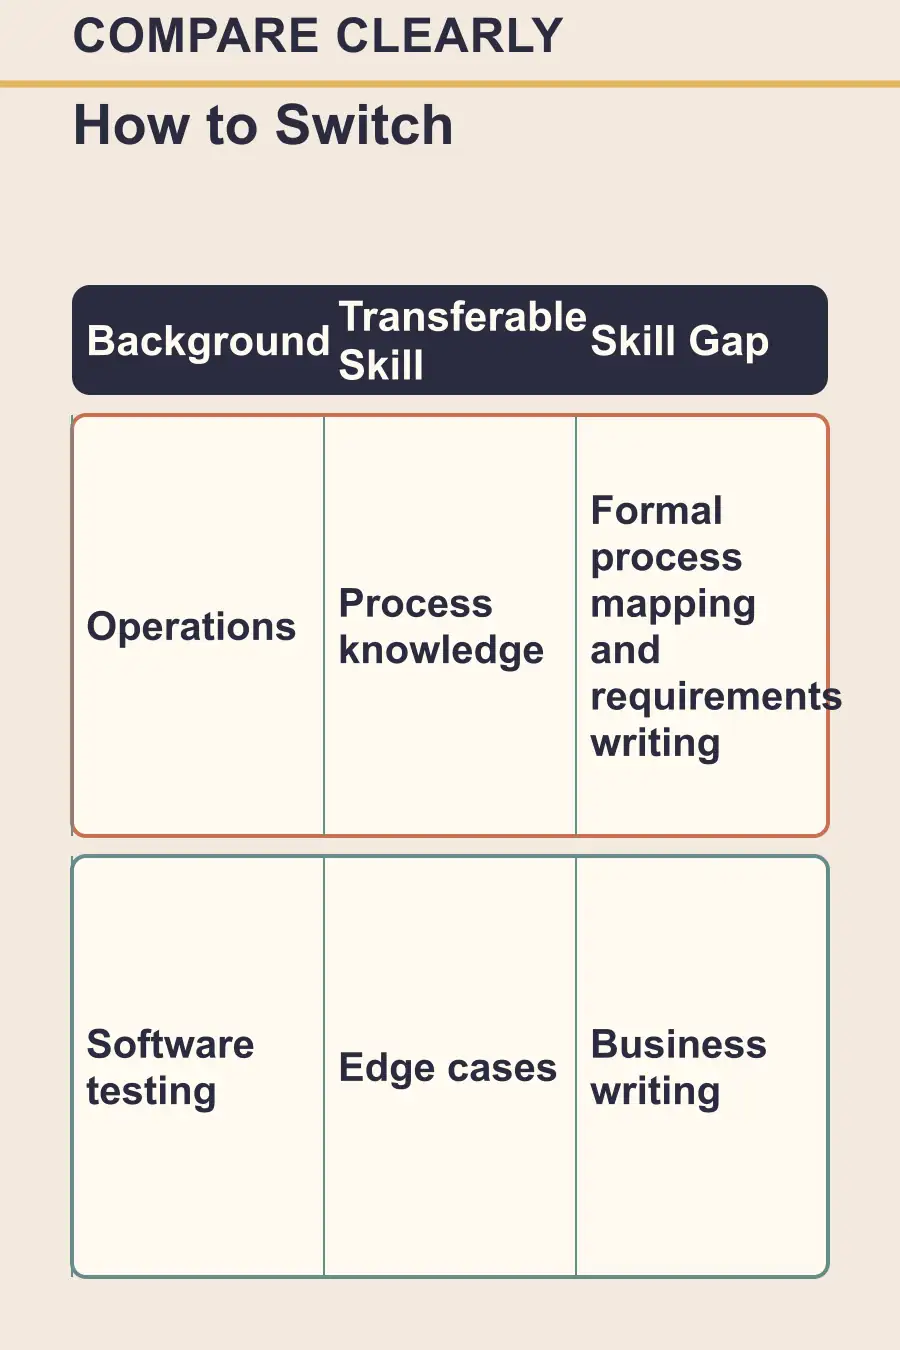 COMPARE CLEARLY
How to Switch
Background
Transferable
Skill
Skill Gap
Operations
Process
knowledge
Formal
process
mapping
and
requirements
writing
Software
testing
Edge cases
Business
writing